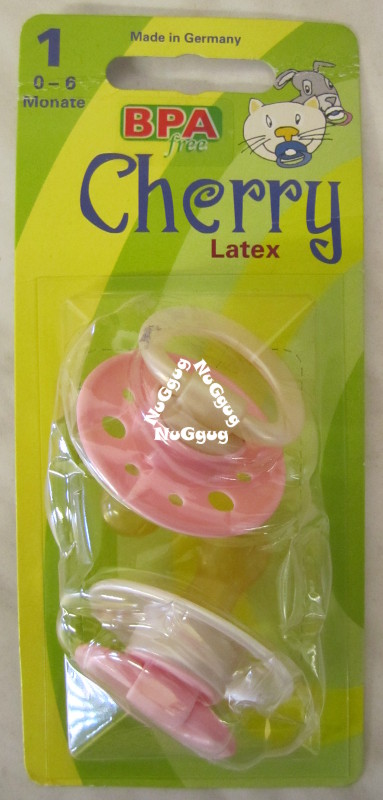 1
Made in Germany
0-6
Monate
BPA
free
Cherry
Latex
NuGgug
NuGgug
NuGgug